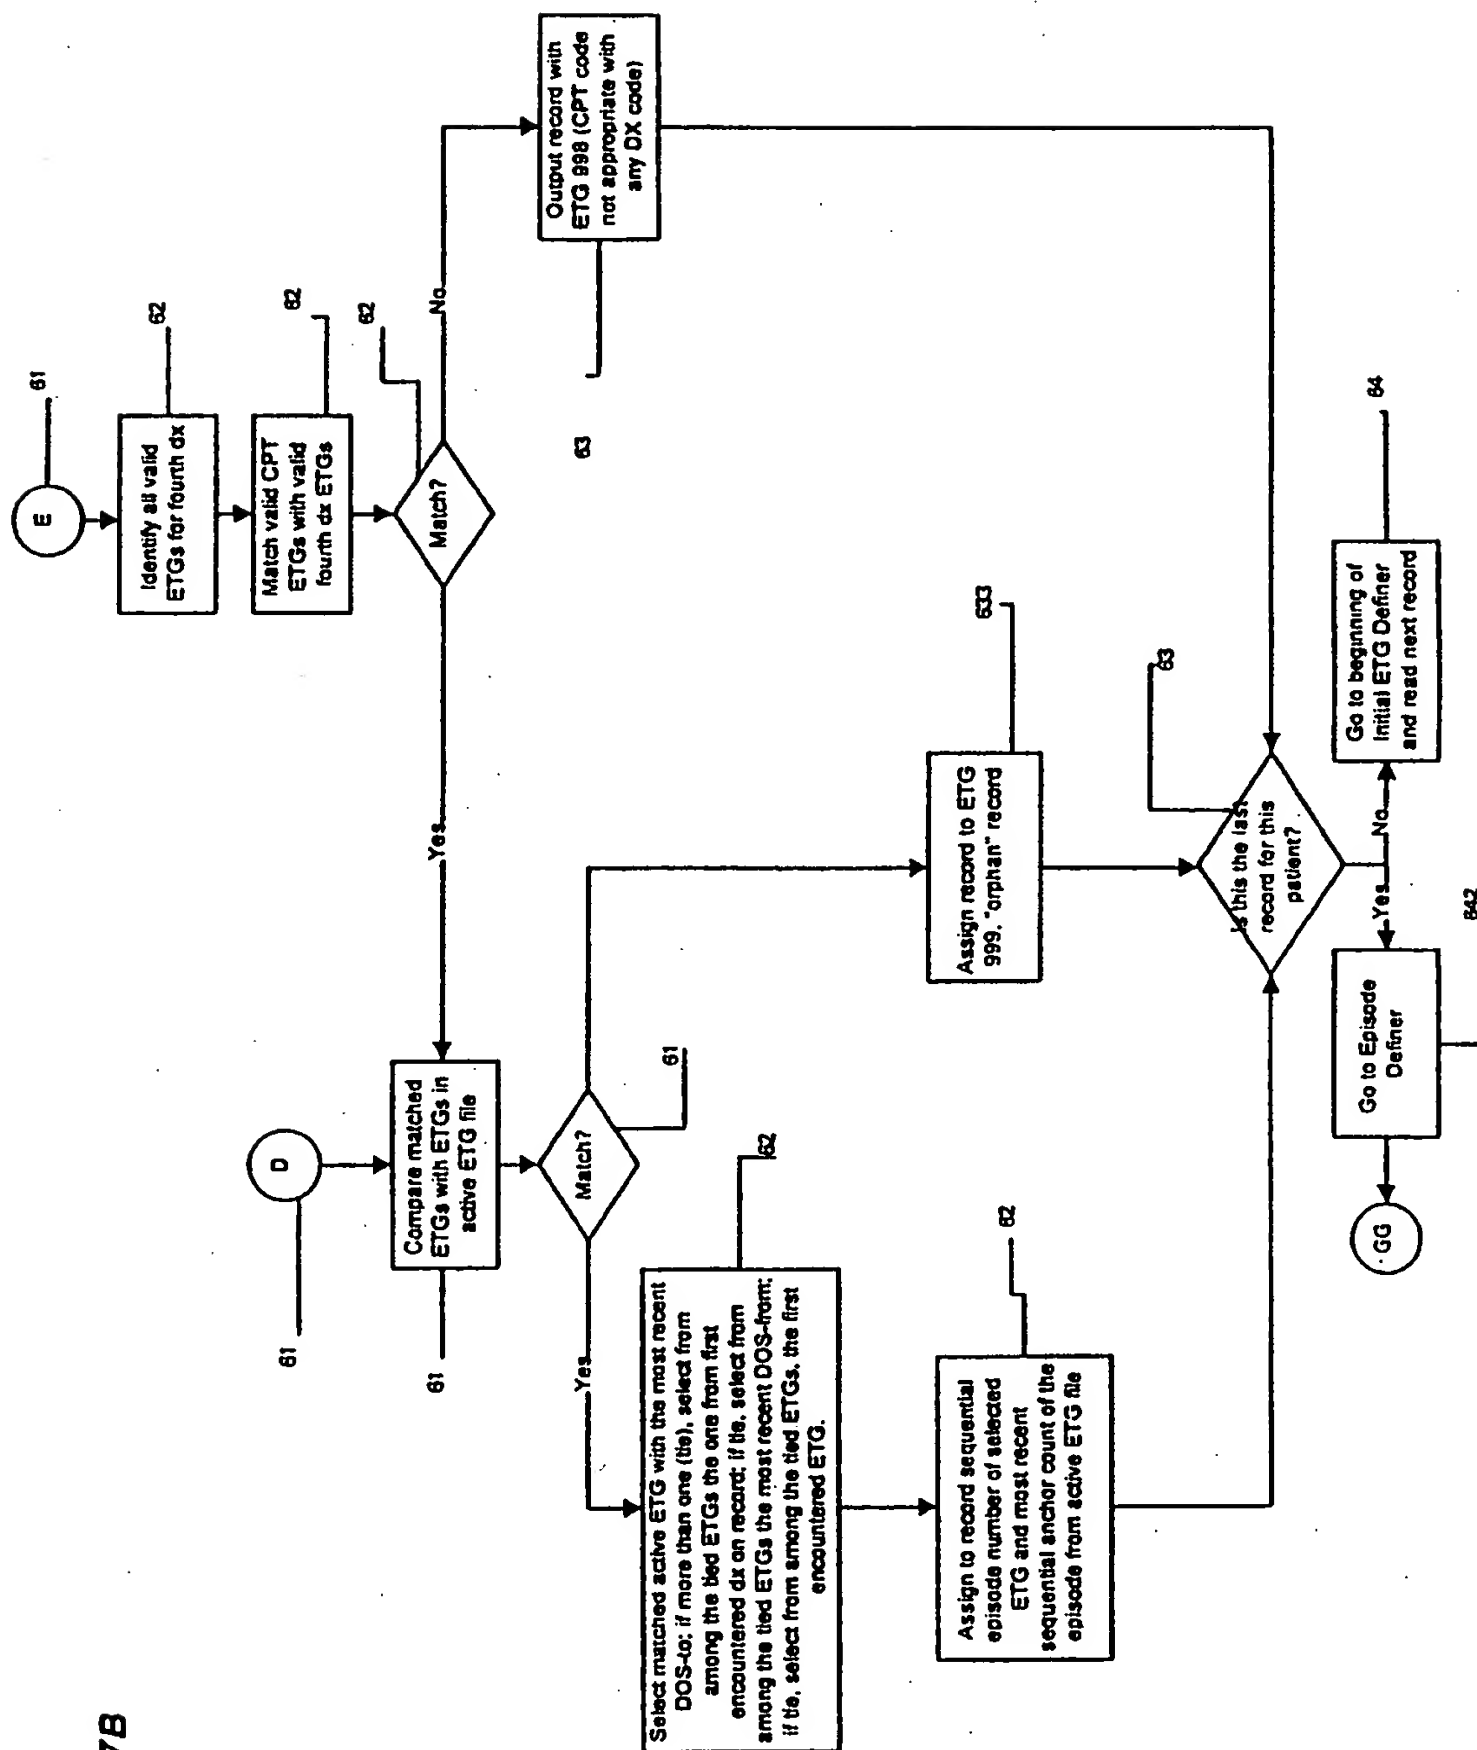 7B
E
61
Identify all valid
ETGs for fourth dx
62
Match valid CPT
ETGs with valid
fourth dx ETGs
62
Match?
62
No
Output record with
ETG 998 (CPT code
not appropriate with
any DX code)
63
Yes
D
61
Compare matched
ETGs with ETGs in
active ETG file
61
Match?
61
Yes
Select matched active ETG with the most recent
DOS-to; if more than one (tie), select from
among the tied ETGs the one from first
encountered dx on record; if tie, select from
among the tied ETGs the most recent DOS-from;
if tie, select from among the tied ETGs, the first
encountered ETG.
62
Assign to record sequential
episode number of selected
ETG and most recent
sequential anchor count of the
episode from active ETG file
62
Assign record to ETG
999, "orphan" record
633
Is this the last
record for this
patient?
63
No
Go to beginning of
Initial ETG Definer
and read next record
64
Yes
Go to Episode
Definer
642
GG